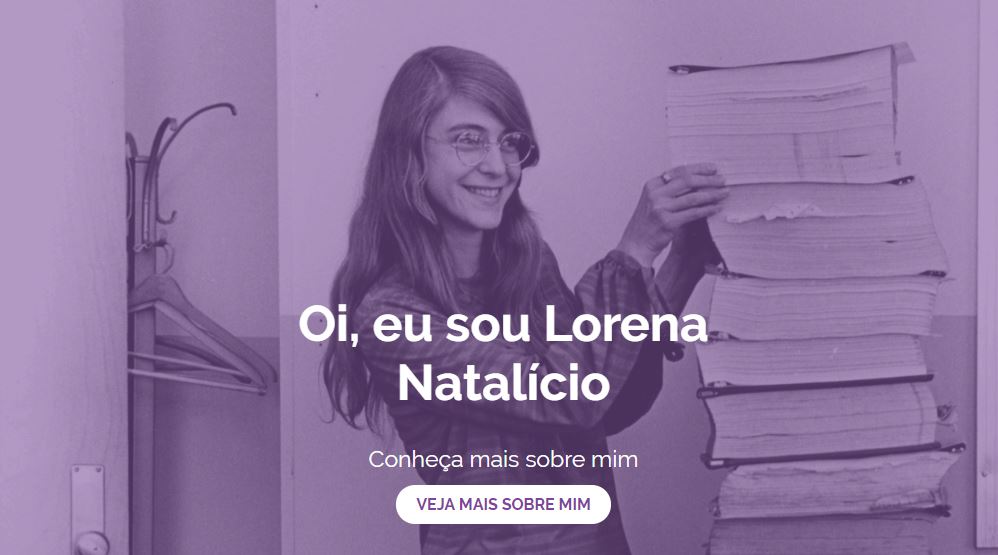 Oi, eu sou Lorena
Natalício
Conheça mais sobre mim
VEJA MAIS SOBRE MIM